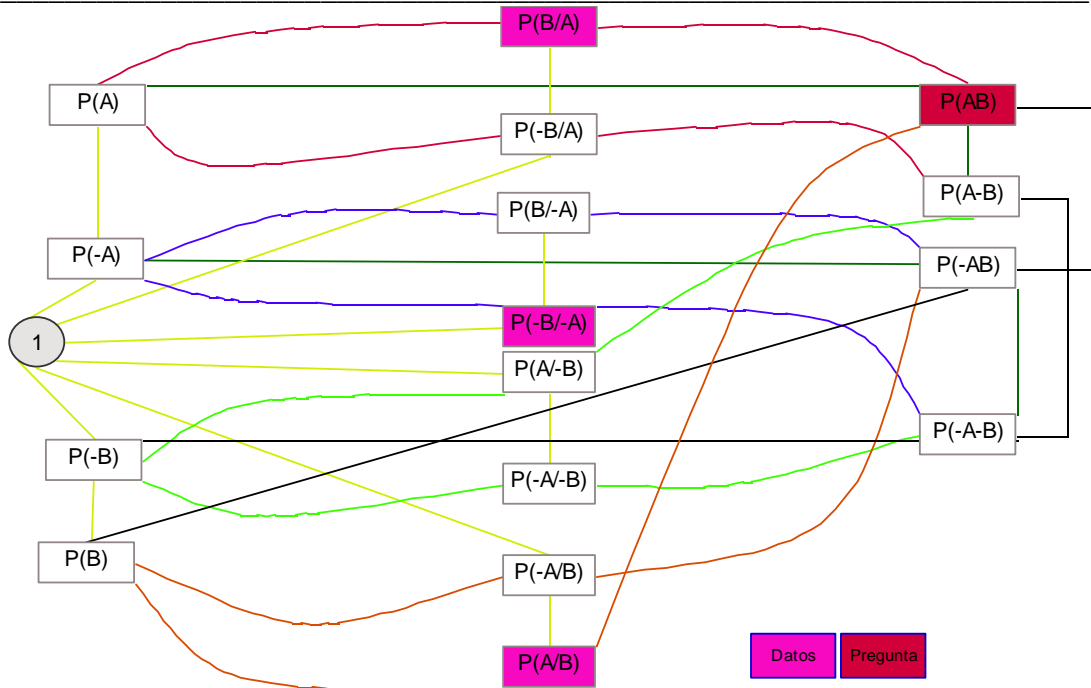 P(B/A)
P(A)
P(AB)
P(-B/A)
P(A-B)
P(B/-A)
P(-A)
P(-AB)
P(-B/-A)
1
P(A/-B)
P(-A-B)
P(-B)
P(-A/-B)
P(B)
P(-A/B)
P(A/B)
Datos
Pregunta